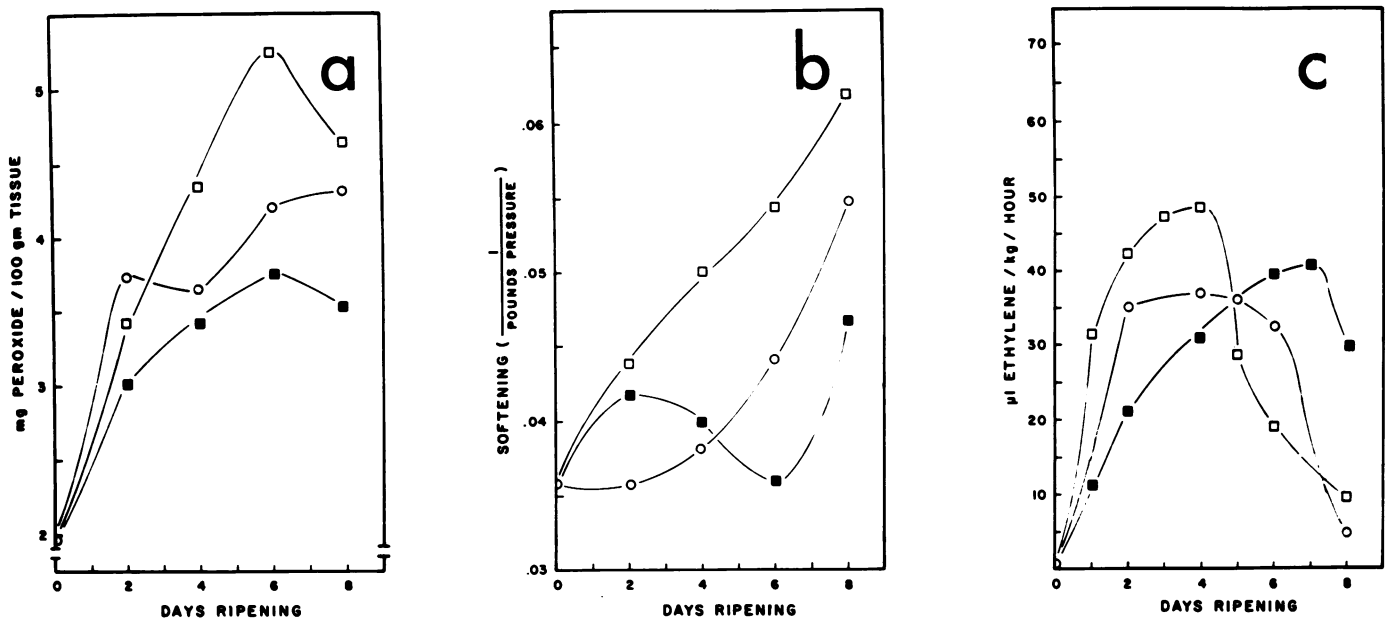 a
5
4
3
2
0 2 4 6 8
DAYS RIPENING
mg PEROXIDE / 100 gm TISSUE
b
.06
.05
.04
.03
0 2 4 6 8
DAYS RIPENING
SOFTENING ( 1 / POUNDS PRESSURE )
c
70
60
50
40
30
20
10
0 2 4 6 8
DAYS RIPENING
µl ETHYLENE / kg / HOUR